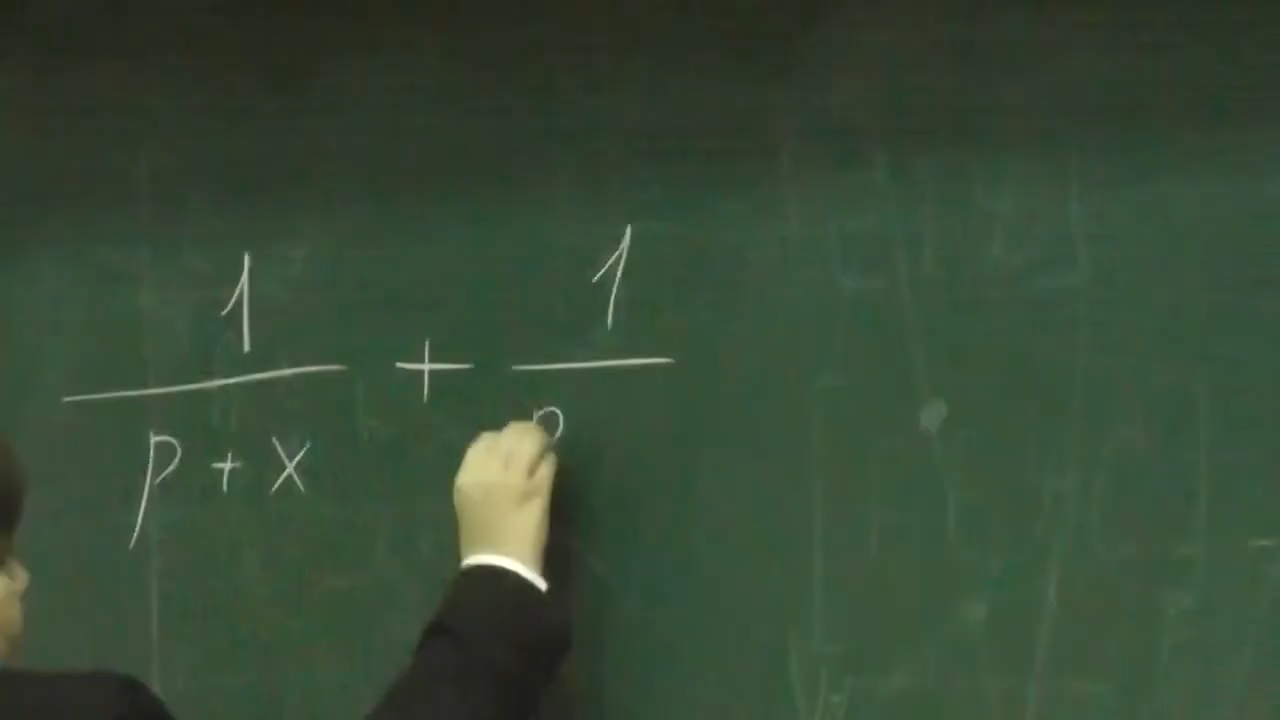 1/(p + x) + 1/p